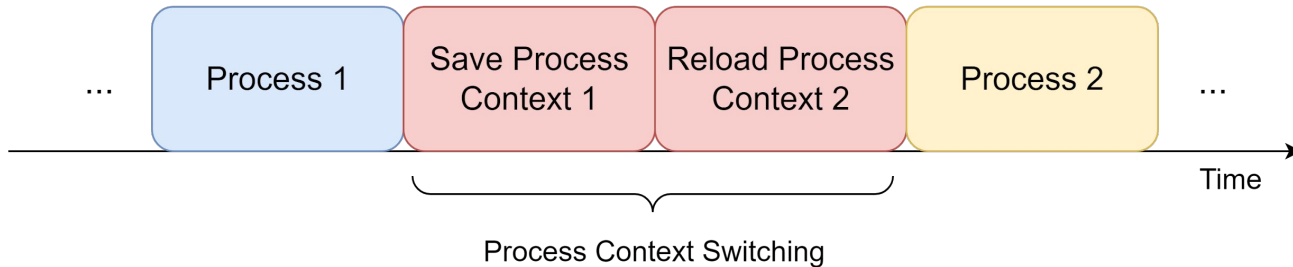 ...
Process 1
Save Process
Context 1
Reload Process
Context 2
Process 2
...
Time
Process Context Switching